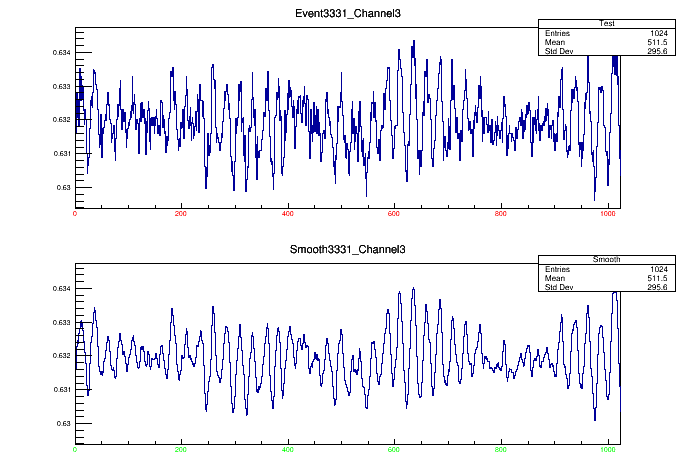 Event3331_Channel3
Test
Entries 1024
Mean 511.5
Std Dev 295.6
0.634
0.633
0.632
0.631
0.63
0 200 400 600 800 1000
Smooth3331_Channel3
Smooth
Entries 1024
Mean 511.5
Std Dev 295.6
0.634
0.633
0.632
0.631
0.63
0 200 400 600 800 1000